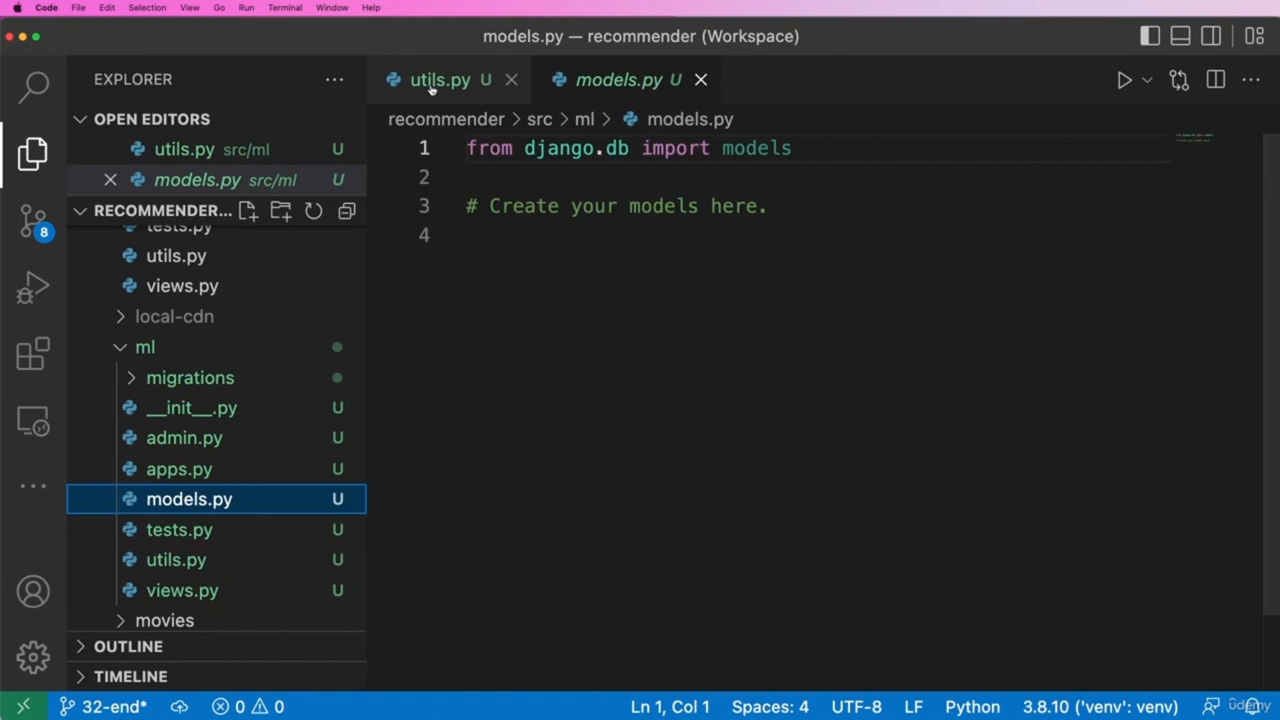 Code File Edit Selection View Go Run Terminal Window Help
models.py — recommender (Workspace)
EXPLORER
utils.py U
models.py U
OPEN EDITORS
recommender > src > ml > models.py
utils.py src/ml U
1 from django.db import models
models.py src/ml U
2
RECOMMENDER...
3 # Create your models here.
tests.py
4
utils.py
views.py
local-cdn
ml
migrations
8
__init__.py U
admin.py U
apps.py U
models.py U
tests.py U
utils.py U
views.py U
movies
OUTLINE
TIMELINE
32-end* 0 0 Ln 1, Col 1 Spaces: 4 UTF-8 LF Python 3.8.10 ('venv': venv)
udemy